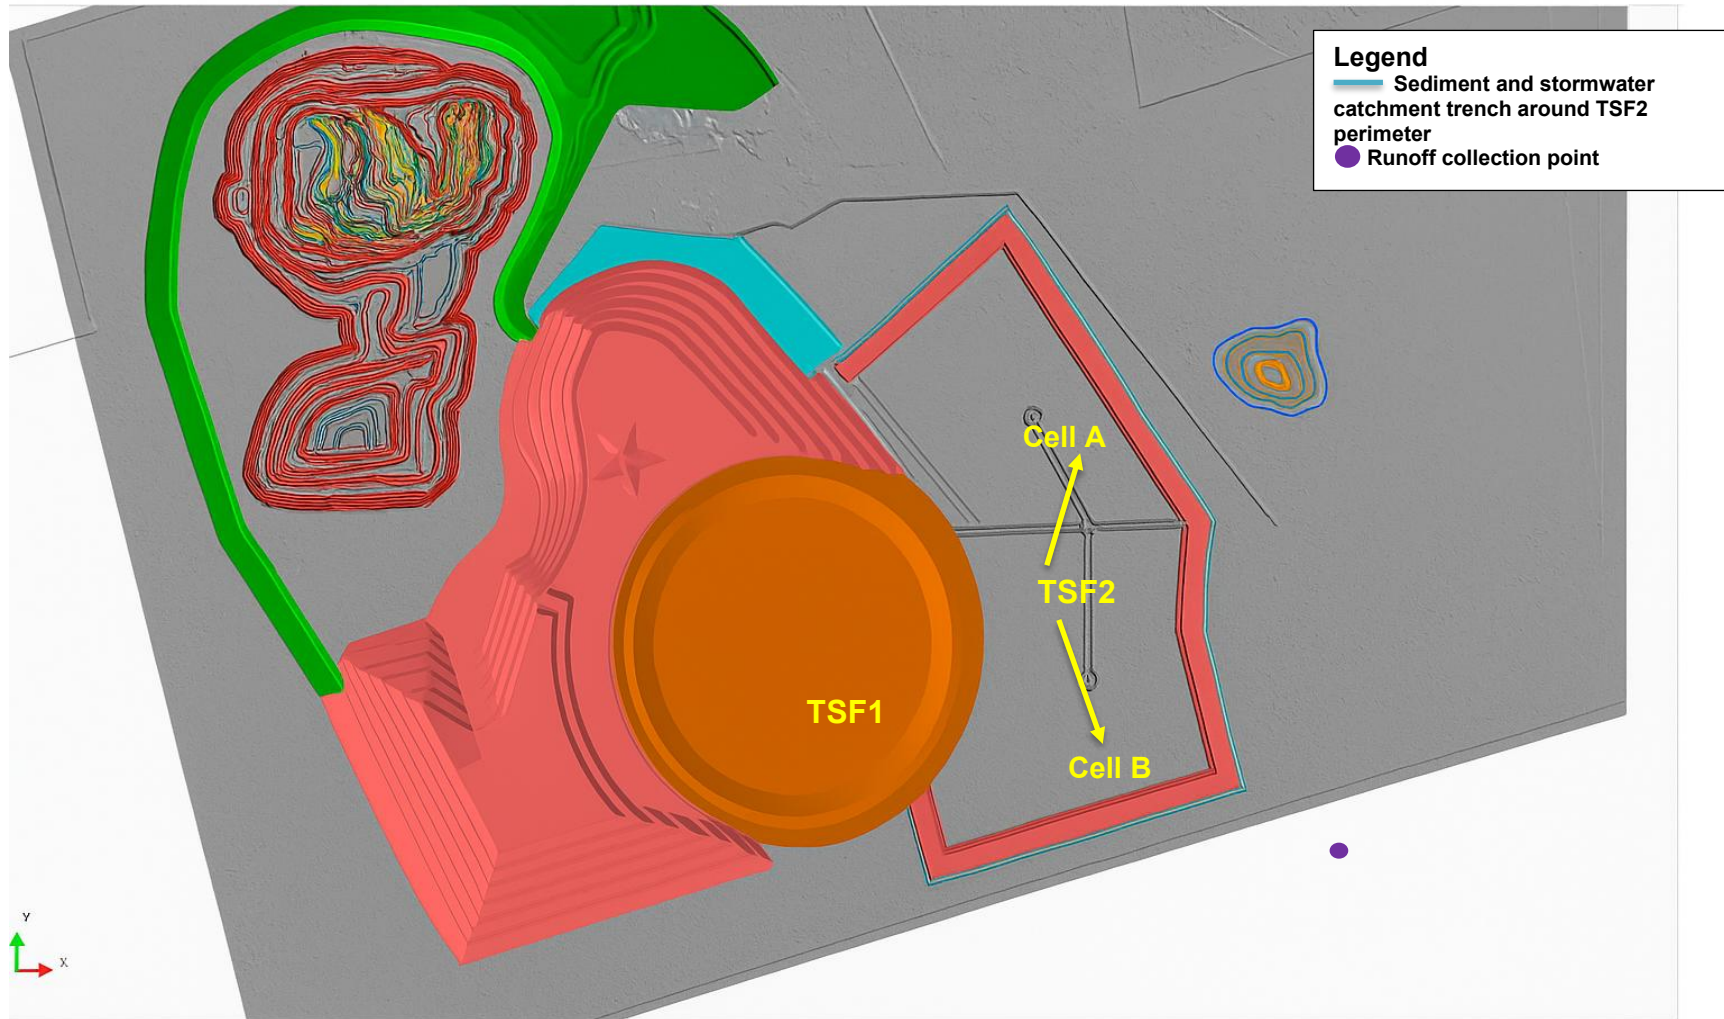 Legend
Sediment and stormwater
catchment trench around TSF2
perimeter
Runoff collection point
Cell A
TSF2
TSF1
Cell B
Y
X